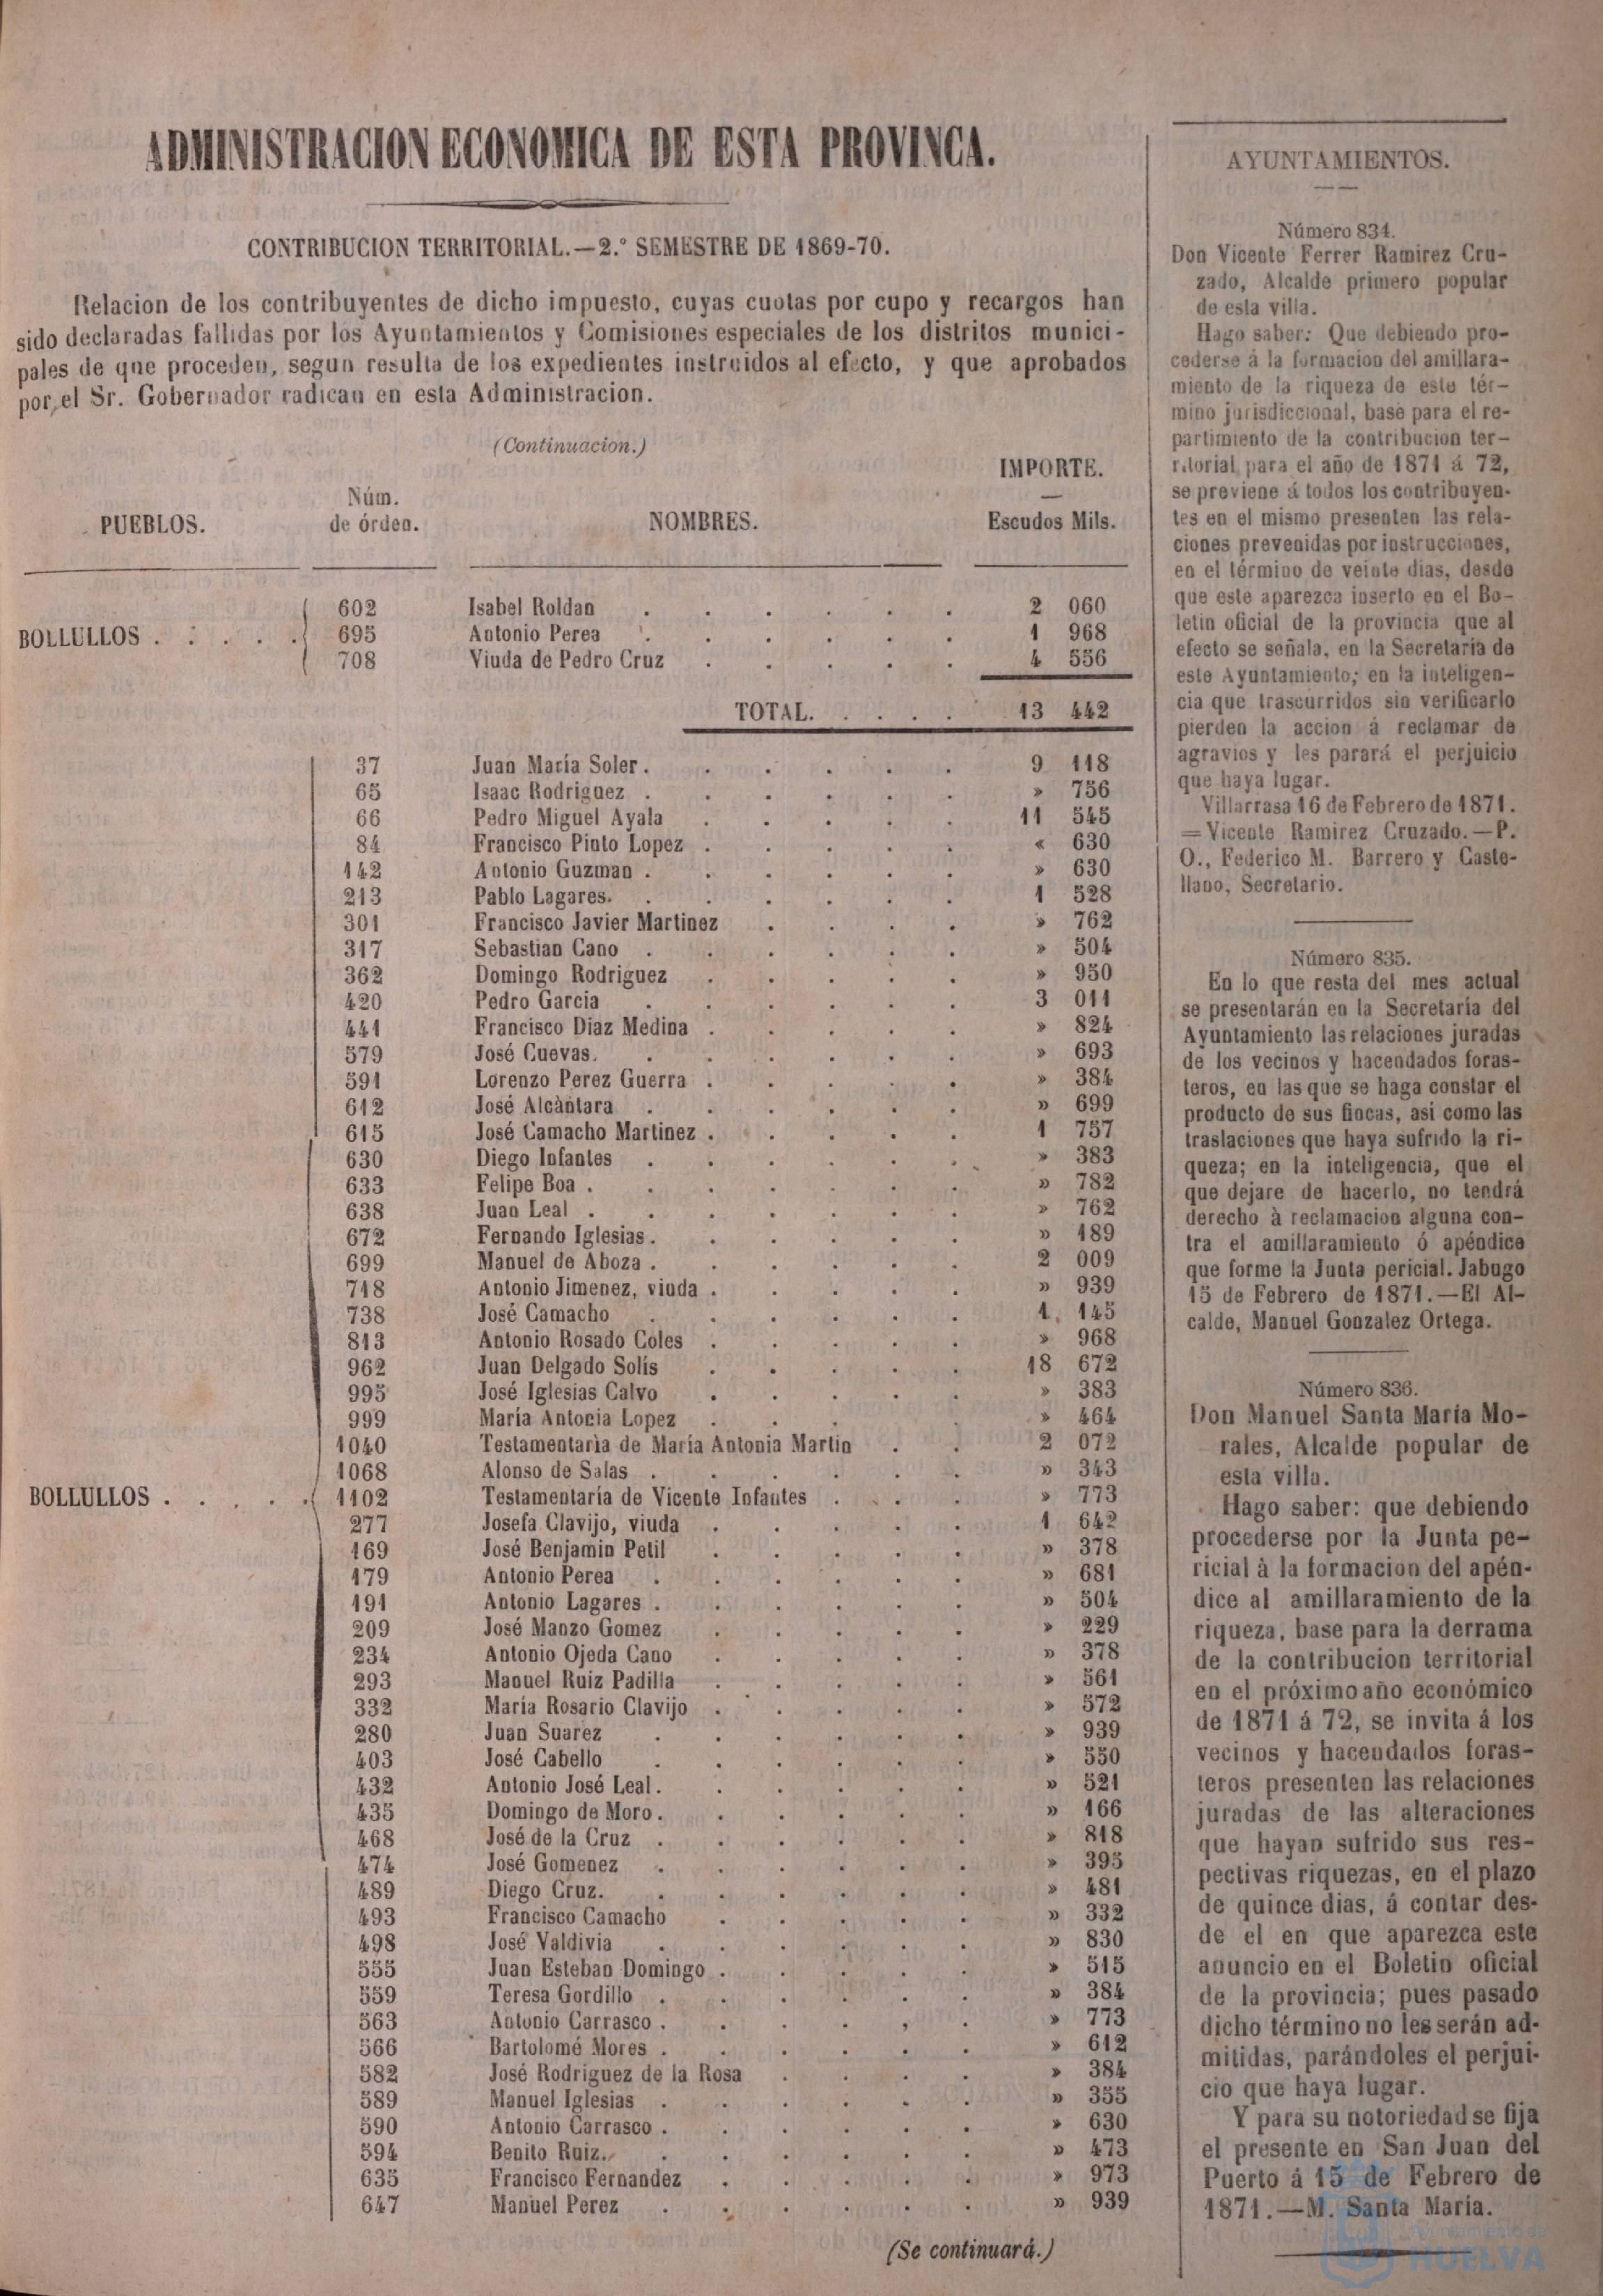 ADMINISTRACION ECONOMICA DE ESTA PROVINCA.
CONTRIBUCION TERRITORIAL.—2.° SEMESTRE DE 1869-70.
Relacion de los contribuyentes de dicho impuesto, cuyas cuotas por cupo y recargos han
sido declaradas fallidas por los Ayuntamientos y Comisiones especiales de los distritos munici-
pales de que proceden, segun resulta de los expedientes instruidos al efecto, y que aprobados
por el Sr. Gobernador radican en esta Administracion.
(Continuacion.)
IMPORTE.
PUEBLOS. Núm. de órden. NOMBRES. Escudos Mils.
602 Isabel Roldan . . . . . . 2 060
BOLLULLOS . . . . . 695 Antonio Perea . . . . . . 1 968
708 Viuda de Pedro Cruz . . . . . 4 556
TOTAL. . . . . 13 442
37 Juan María Soler . . . . . . 9 118
65 Isaac Rodriguez . . . . . . » 756
66 Pedro Miguel Ayala . . . . . 11 545
84 Francisco Pinto Lopez . . . . . « 630
142 Antonio Guzman . . . . . . » 630
213 Pablo Lagares. . . . . . . 1 528
301 Francisco Javier Martinez . . . . » 762
317 Sebastian Cano . . . . . . » 504
362 Domingo Rodriguez . . . . . » 950
420 Pedro Garcia . . . . . . 3 011
441 Francisco Diaz Medina . . . . . » 824
579 José Cuevas. . . . . . . » 693
591 Lorenzo Perez Guerra . . . . . » 384
612 José Alcàntara . . . . . . » 699
615 José Camacho Martinez . . . . . 1 757
630 Diego Infantes . . . . . . » 383
633 Felipe Boa . . . . . . . » 782
638 Juan Leal . . . . . . . » 762
672 Fernando Iglesias . . . . . . » 189
699 Manuel de Aboza . . . . . . 2 009
718 Antonio Jimenez, viuda . . . . . » 939
738 José Camacho . . . . . . 1, 145
813 Antonio Rosado Coles . . . . . » 968
962 Juan Delgado Solís . . . . . 18 672
995 José Iglesias Calvo . . . . . » 383
999 María Antonia Lopez . . . . . » 464
1040 Testamentarìa de María Antonia Martin . . 2 072
1068 Alonso de Salas . . . . . . » 343
BOLLULLOS . . . . . 1102 Testamentaría de Vicente Infantes . . . » 773
277 Josefa Clavijo, viuda . . . . . 1 642
169 José Benjamin Petil . . . . . » 378
179 Antonio Perea . . . . . . » 681
191 Antonio Lagares . . . . . . » 504
209 José Manzo Gomez . . . . . » 229
234 Antonio Ojeda Cano . . . . . » 378
293 Manuel Ruiz Padilla . . . . . » 561
332 María Rosario Clavijo . . . . . » 572
280 Juan Suarez . . . . . . » 939
403 José Cabello . . . . . . » 550
432 Antonio José Leal . . . . . . » 521
435 Domingo de Moro . . . . . . » 166
468 José de la Cruz . . . . . . » 818
474 José Gomenez . . . . . . » 395
489 Diego Cruz. . . . . . . » 481
493 Francisco Camacho . . . . . » 332
498 José Valdivia . . . . . . » 830
555 Juan Esteban Domingo . . . . . » 515
559 Teresa Gordillo . . . . . . » 384
563 Antonio Carrasco . . . . , . » 773
566 Bartolomé Mores . . . . . . » 612
582 José Rodriguez de la Rosa . . . . » 384
589 Manuel Iglesias . . . . . . » 355
590 Antonio Carrasco . . . . . . » 630
594 Benito Ruiz. . . . . . . » 473
635 Francisco Fernandez . . . . . » 973
647 Manuel Perez . . . . . . » 939
(Se continuará.)
AYUNTAMIENTOS.
Número 834.
Don Vicente Ferrer Ramirez Cru-
zado, Alcalde primero popular
de esta villa.
Hago saber: Que debiendo pro-
cederse á la formacion del amillara-
miento de la riqueza de este tér-
mino jurisdiccional, base para el re-
partimiento de la contribucion ter-
ritorial para el año de 1871 á 72,
se previene á todos los contribuyen-
tes en el mismo presenten las rela-
ciones prevenidas por instrucciones,
en el término de veinte dias, desde
que este aparezca inserto en el Bo-
letin oficial de la provincia que al
efecto se señala, en la Secretaría de
este Ayuntamiento; en la inteligen-
cia que trascurridos sin verificarlo
pierden la accion á reclamar de
agravios y les parará el perjuicio
que haya lugar.
Villarrasa 16 de Febrero de 1871.
=Vicente Ramirez Cruzado.—P.
O., Federico M. Barrero y Caste-
llano, Secretario.
Número 835.
En lo que resta del mes actual
se presentarán en la Secretaría del
Ayuntamiento las relaciones juradas
de los vecinos y hacendados foras-
teros, en las que se haga constar el
producto de sus fincas, asi como las
traslaciones que haya sufrido la ri-
queza; en la inteligencia, que el
que dejare de hacerlo, no tendrá
derecho à reclamacion alguna con-
tra el amillaramiento ó apéndice
que forme la Junta pericial. Jabugo
15 de Febrero de 1871.—El Al-
calde, Manuel Gonzalez Ortega.
Número 836.
Don Manuel Santa María Mo-
rales, Alcalde popular de
esta villa.
Hago saber: que debiendo
procederse por la Junta pe-
ricial à la formacion del apén-
dice al amillaramiento de la
riqueza, base para la derrama
de la contribucion territorial
en el próximo año económico
de 1871 á 72, se invita á los
vecinos y hacendados foras-
teros presenten las relaciones
juradas de las alteraciones
que hayan sufrido sus res-
pectivas riquezas, en el plazo
de quince dias, á contar des-
de el en que aparezca este
anuncio en el Boletin oficial
de la provincia; pues pasado
dicho término no les serán ad-
mitidas, parándoles el perjui-
cio que haya lugar.
Y para su notoriedad se fija
el presente en San Juan del
Puerto á 15 de Febrero de
1871.—M. Santa Maria.
Ayuntamiento de
HUELVA